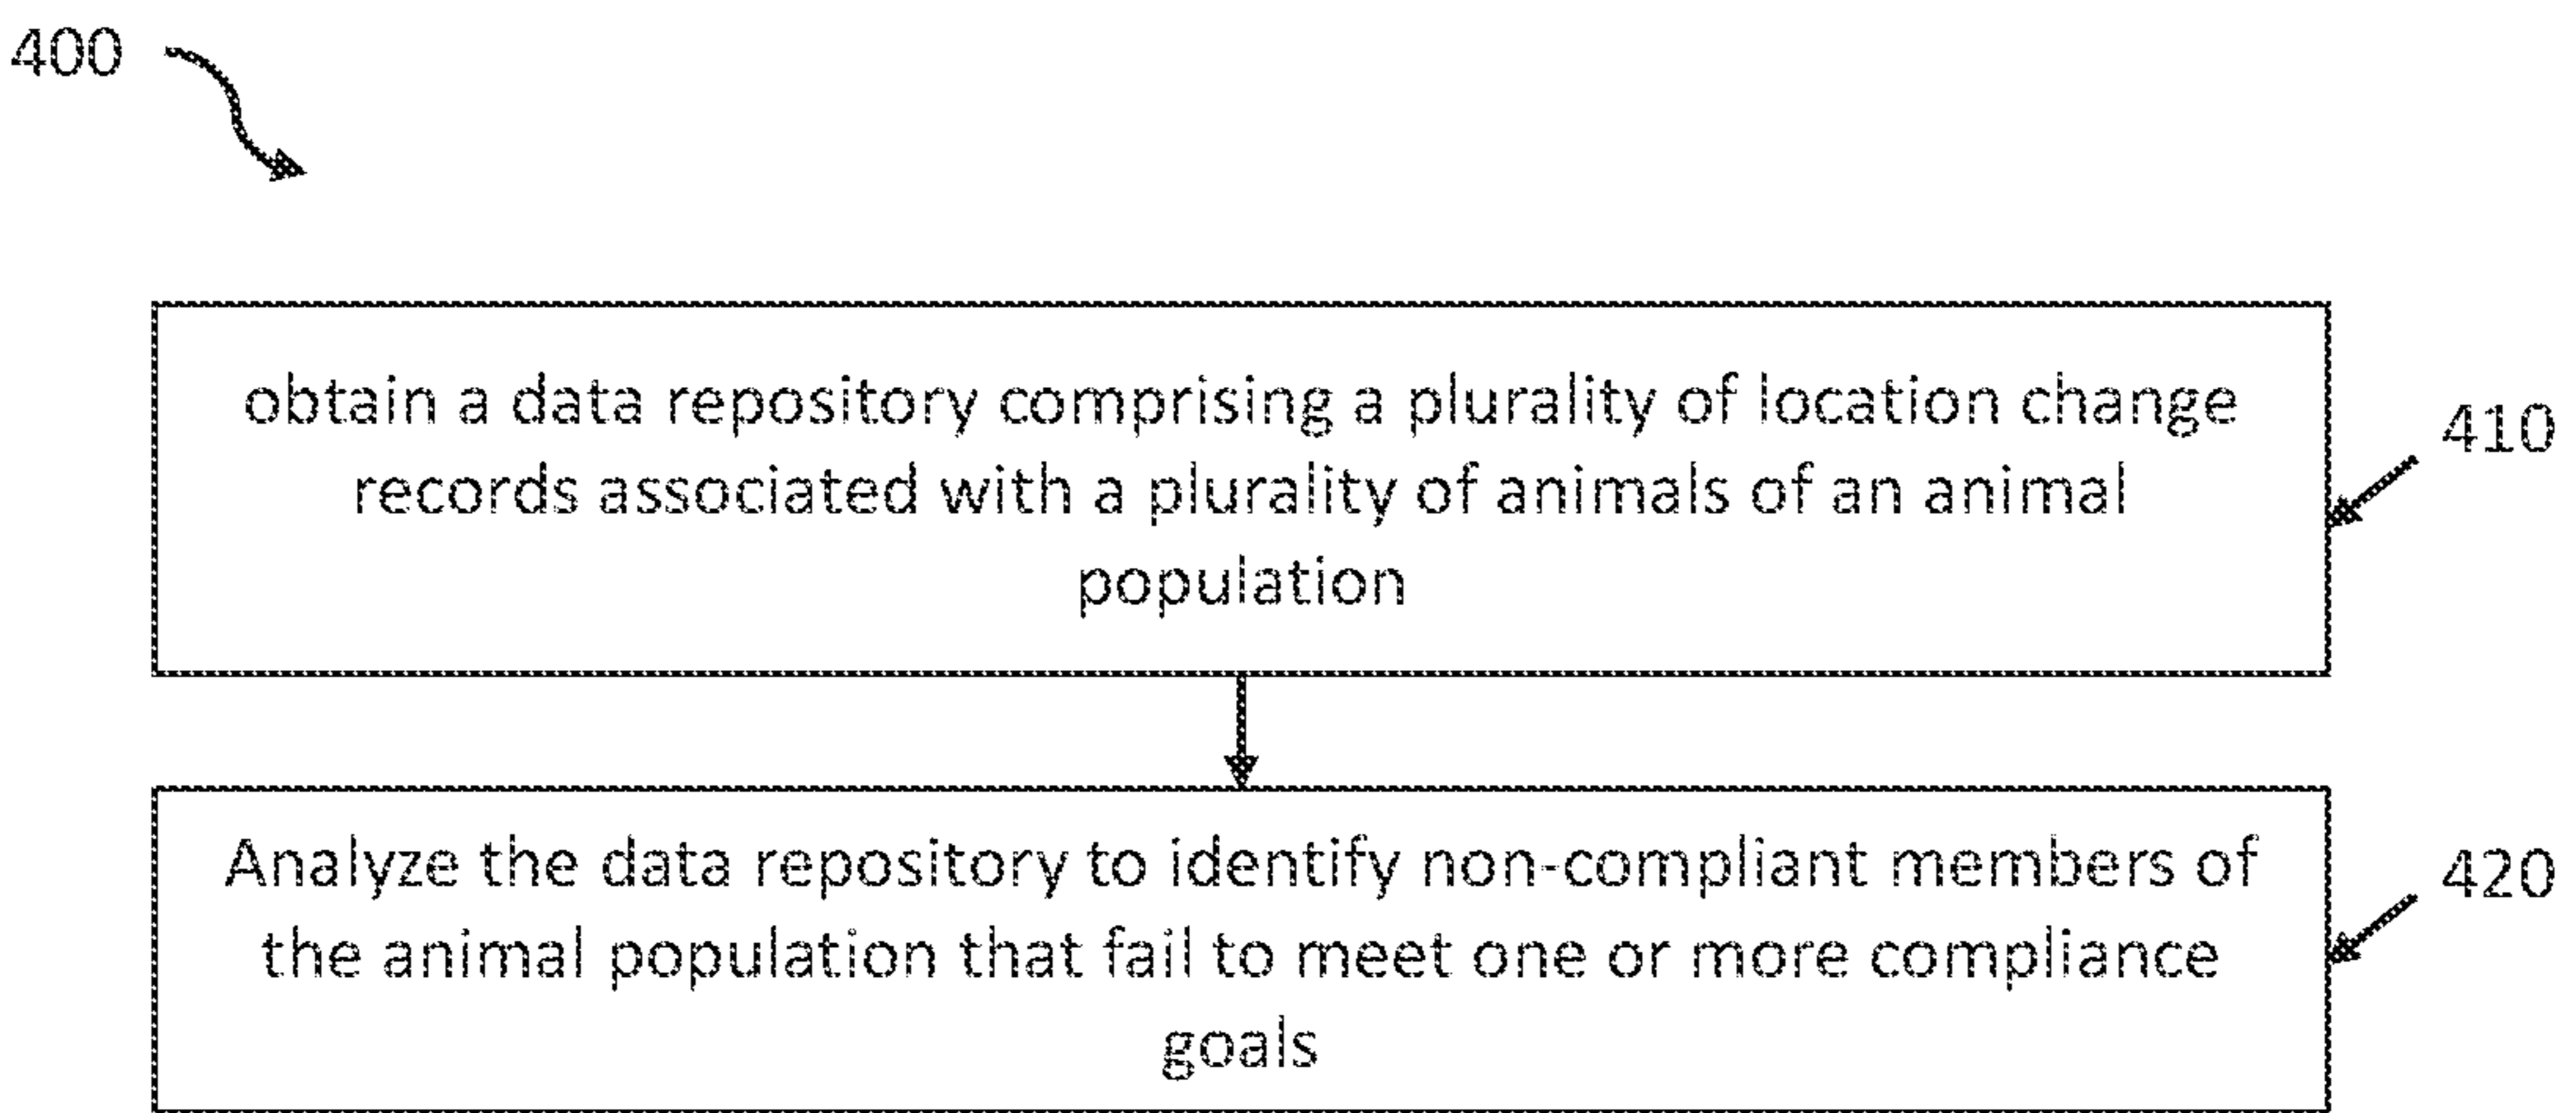 400
obtain a data repository comprising a plurality of location change
records associated with a plurality of animals of an animal
population
410
Analyze the data repository to identify non-compliant members of
the animal population that fail to meet one or more compliance
goals
420